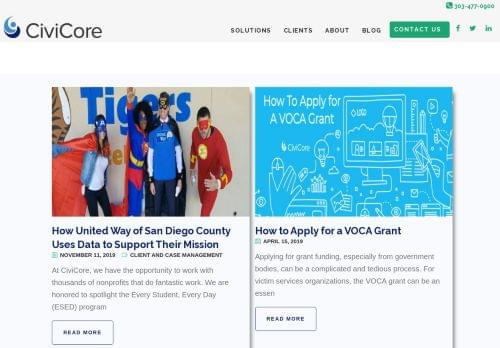 303-477-0900
CiviCore
SOLUTIONS
CLIENTS
ABOUT
BLOG
CONTACT US
Tigers
How To Apply for
A VOCA Grant
CiviCore
How United Way of San Diego County
Uses Data to Support Their Mission
NOVEMBER 11, 2019
CLIENT AND CASE MANAGEMENT
At CiviCore, we have the opportunity to work with
thousands of nonprofits that do fantastic work. We are
honored to spotlight the Every Student, Every Day
(ESED) program
READ MORE
How to Apply for a VOCA Grant
APRIL 15, 2019
Applying for grant funding, especially from government
bodies, can be a complicated and tedious process. For
victim services organizations, the VOCA grant can be an
essen
READ MORE